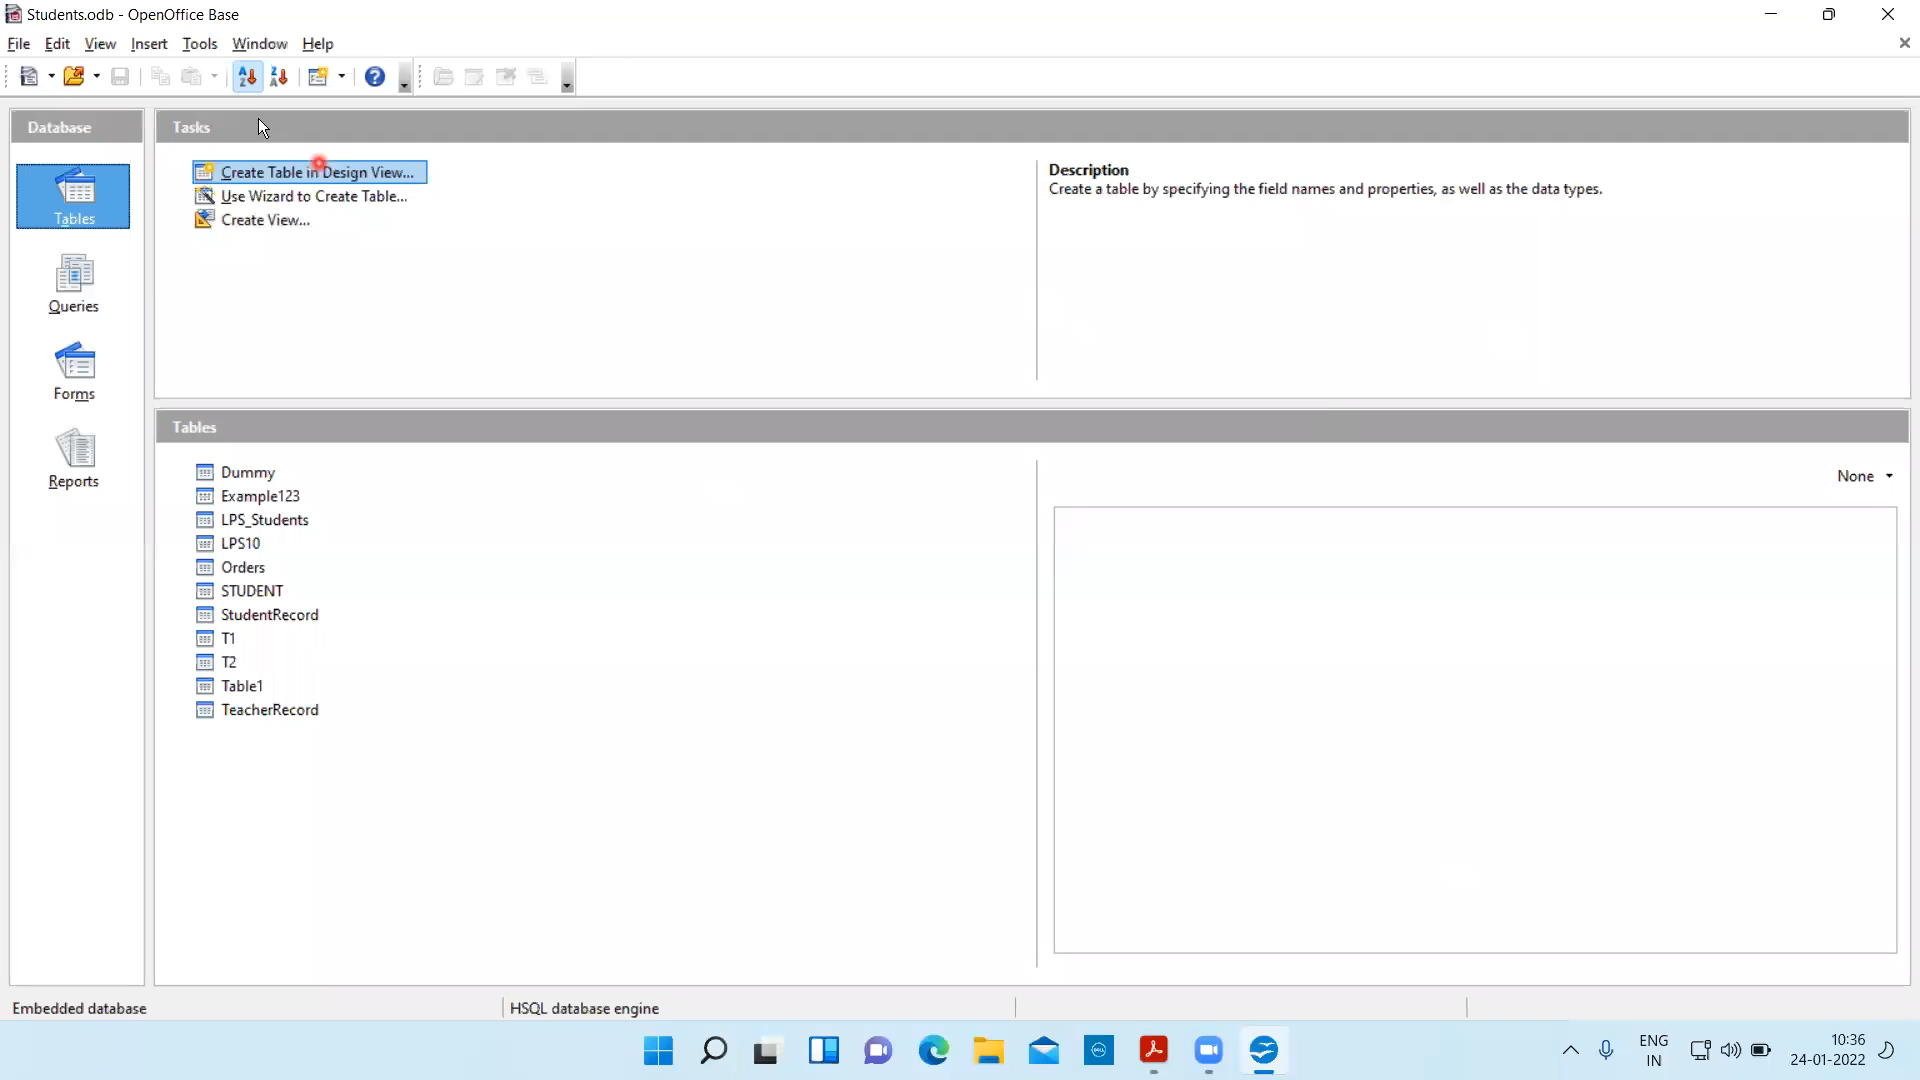 Students.odb - OpenOffice Base
File Edit View Insert Tools Window Help
Database
Tables
Queries
Forms
Reports
Tasks
Create Table in Design View...
Use Wizard to Create Table...
Create View...
Description
Create a table by specifying the field names and properties, as well as the data types.
Tables
Dummy
Example123
LPS_Students
LPS10
Orders
STUDENT
StudentRecord
T1
T2
Table1
TeacherRecord
None
Embedded database
HSQL database engine
ENG
IN
10:36
24-01-2022